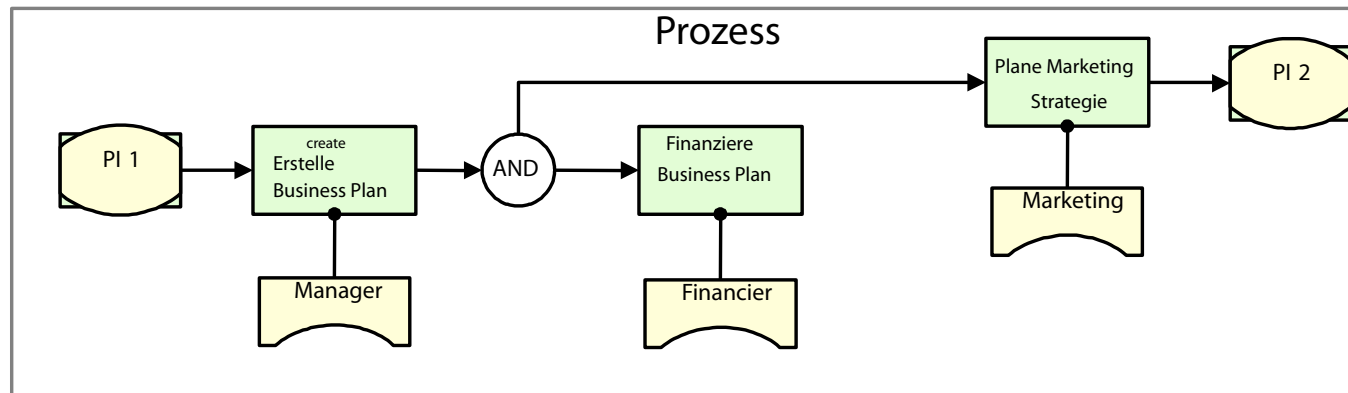 Prozess
PI 1
create
Erstelle
Business Plan
Manager
AND
Finanziere
Business Plan
Financier
Plane Marketing
Strategie
Marketing
PI 2